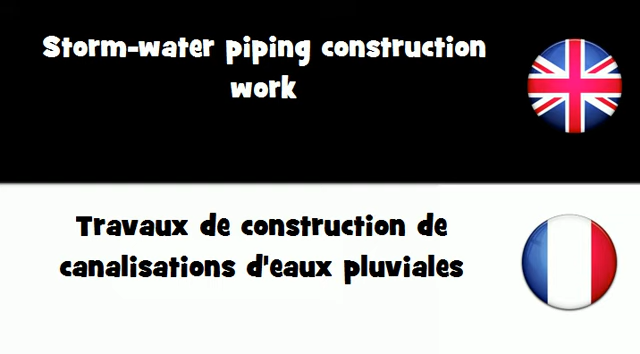 Storm-water piping construction
work
Travaux de construction de
canalisations d'eaux pluviales